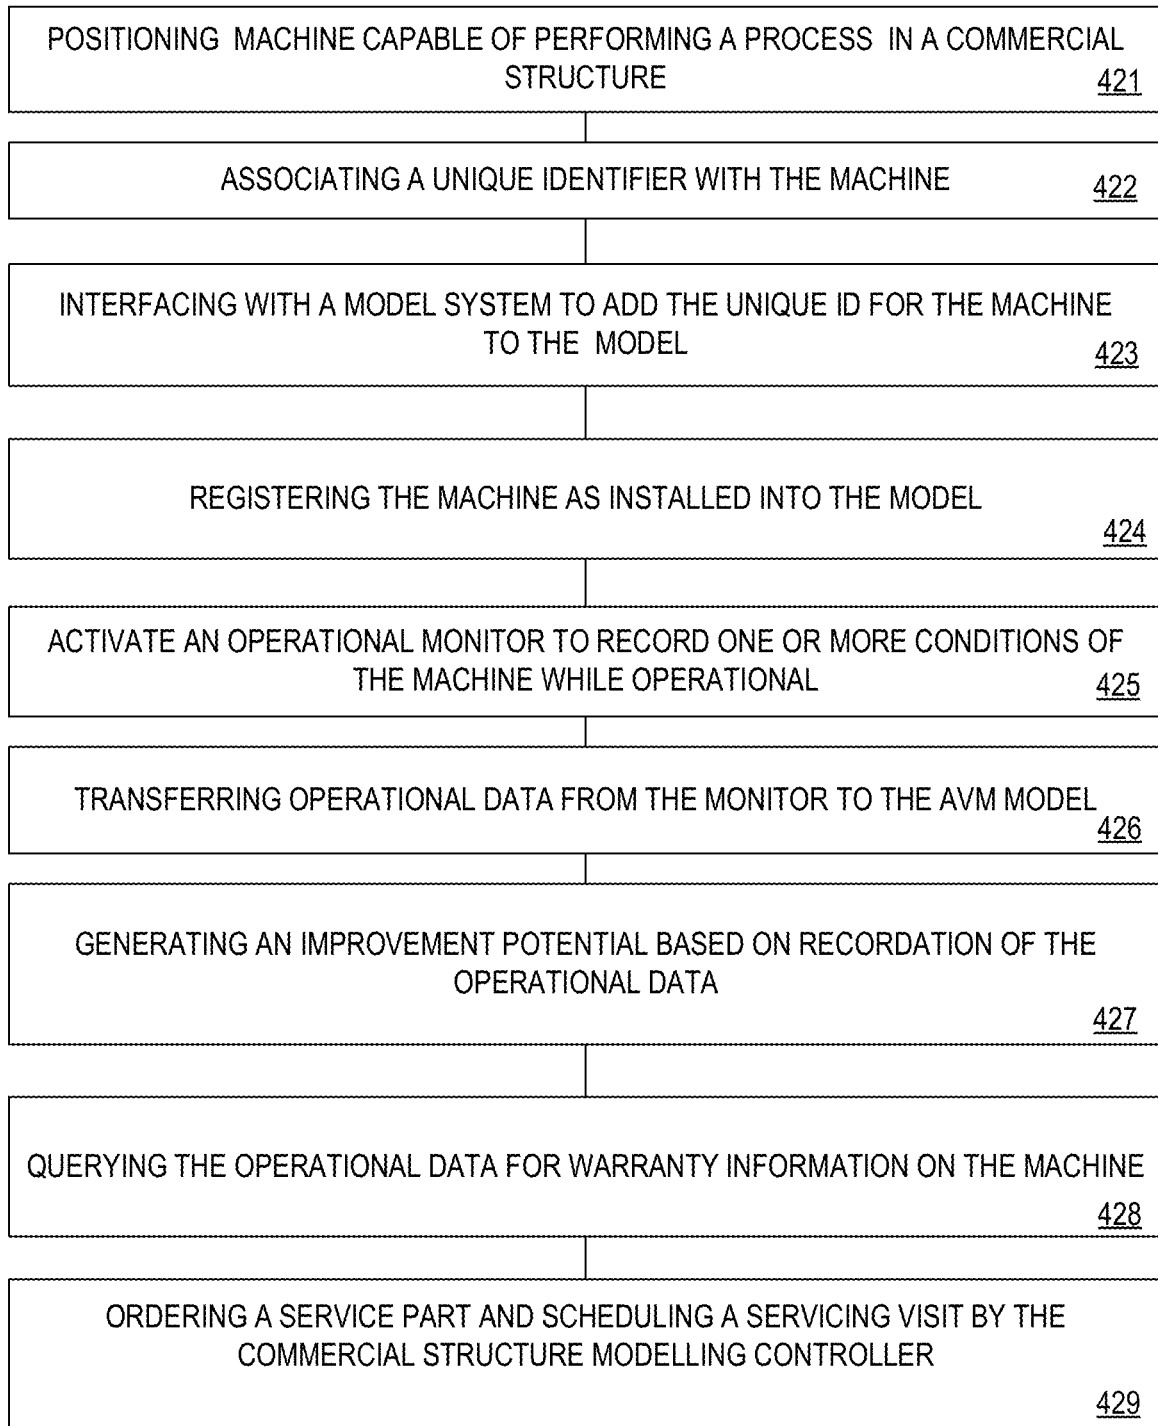 POSITIONING MACHINE CAPABLE OF PERFORMING A PROCESS IN A COMMERCIAL
STRUCTURE
421
ASSOCIATING A UNIQUE IDENTIFIER WITH THE MACHINE
422
INTERFACING WITH A MODEL SYSTEM TO ADD THE UNIQUE ID FOR THE MACHINE
TO THE MODEL
423
REGISTERING THE MACHINE AS INSTALLED INTO THE MODEL
424
ACTIVATE AN OPERATIONAL MONITOR TO RECORD ONE OR MORE CONDITIONS OF
THE MACHINE WHILE OPERATIONAL
425
TRANSFERRING OPERATIONAL DATA FROM THE MONITOR TO THE AVM MODEL
426
GENERATING AN IMPROVEMENT POTENTIAL BASED ON RECORDATION OF THE
OPERATIONAL DATA
427
QUERYING THE OPERATIONAL DATA FOR WARRANTY INFORMATION ON THE MACHINE
428
ORDERING A SERVICE PART AND SCHEDULING A SERVICING VISIT BY THE
COMMERCIAL STRUCTURE MODELLING CONTROLLER
429